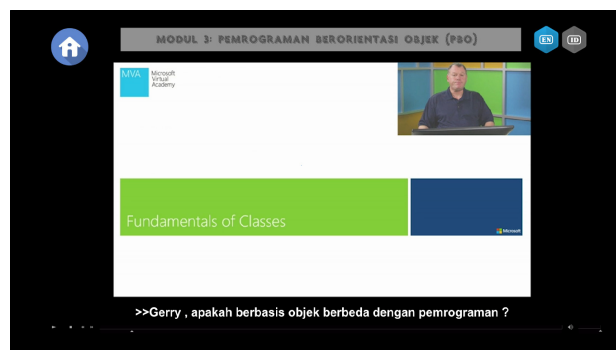 MODUL 3: PEMROGRAMAN BERORIENTASI OBJEK (PBO)
EN
ID
MVA
Microsoft
Virtual
Academy
Fundamentals of Classes
Microsoft
>>Gerry , apakah berbasis objek berbeda dengan pemrograman ?